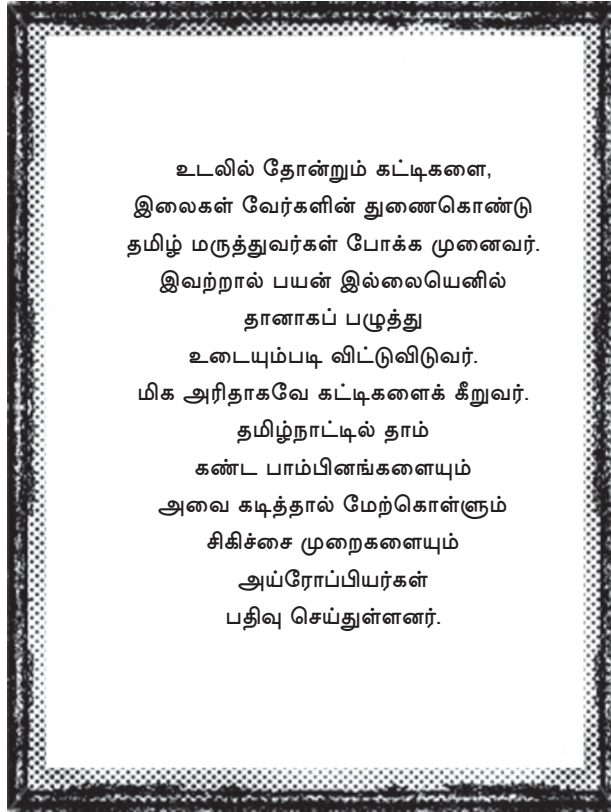 உடலில் தோன்றும் கட்டிகளை,
இலைகள் வேர்களின் துணைகொண்டு
தமிழ் மருத்துவர்கள் போக்க முனைவர்.
இவற்றால் பயன் இல்லையெனில்
தானாகப் பழுத்து
உடையும்படி விட்டுவிடுவர்.
மிக அரிதாகவே கட்டிகளைக் கீறுவர்.
தமிழ்நாட்டில் தாம்
கண்ட பாம்பினங்களையும்
அவை கடித்தால் மேற்கொள்ளும்
சிகிச்சை முறைகளையும்
அய்ரோப்பியர்கள்
பதிவு செய்துள்ளனர்.